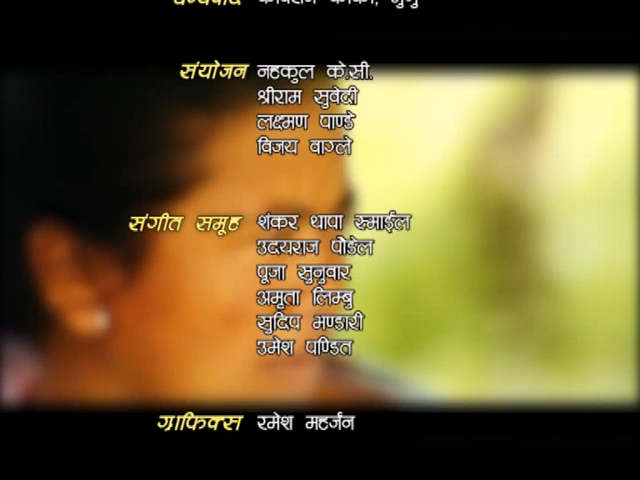 संयोजन नहकुल के.सी.
श्रीराम सुवेदी
लक्ष्मण पाण्डे
विजय वाग्ले
संगीत समूह शंकर थापा स्माईल
उदयराज पौडेल
पूजा सुनुवार
अमृता लिम्बु
सुदिप भण्डारी
उमेश पण्डित
ग्राफिक्स रमेश महर्जन